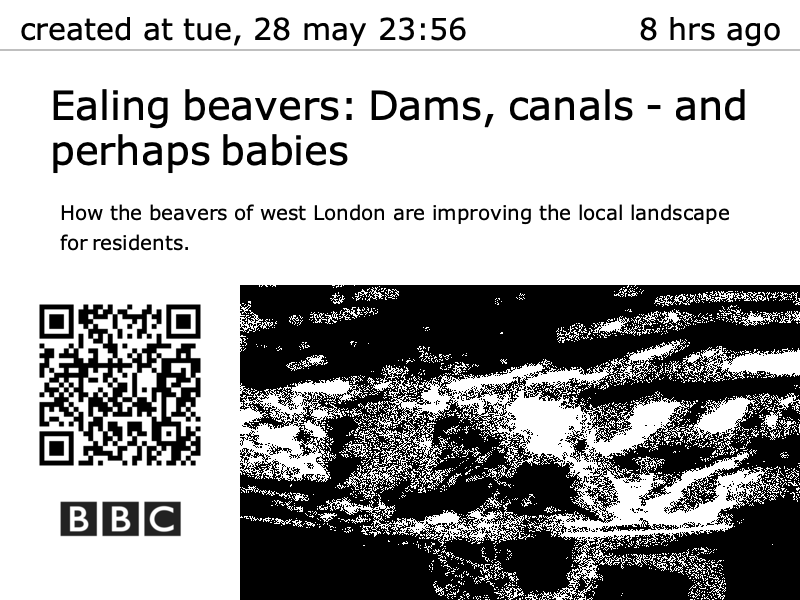 created at tue, 28 may 23:56
8 hrs ago
Ealing beavers: Dams, canals - and
perhaps babies
How the beavers of west London are improving the local landscape
for residents.
BBC